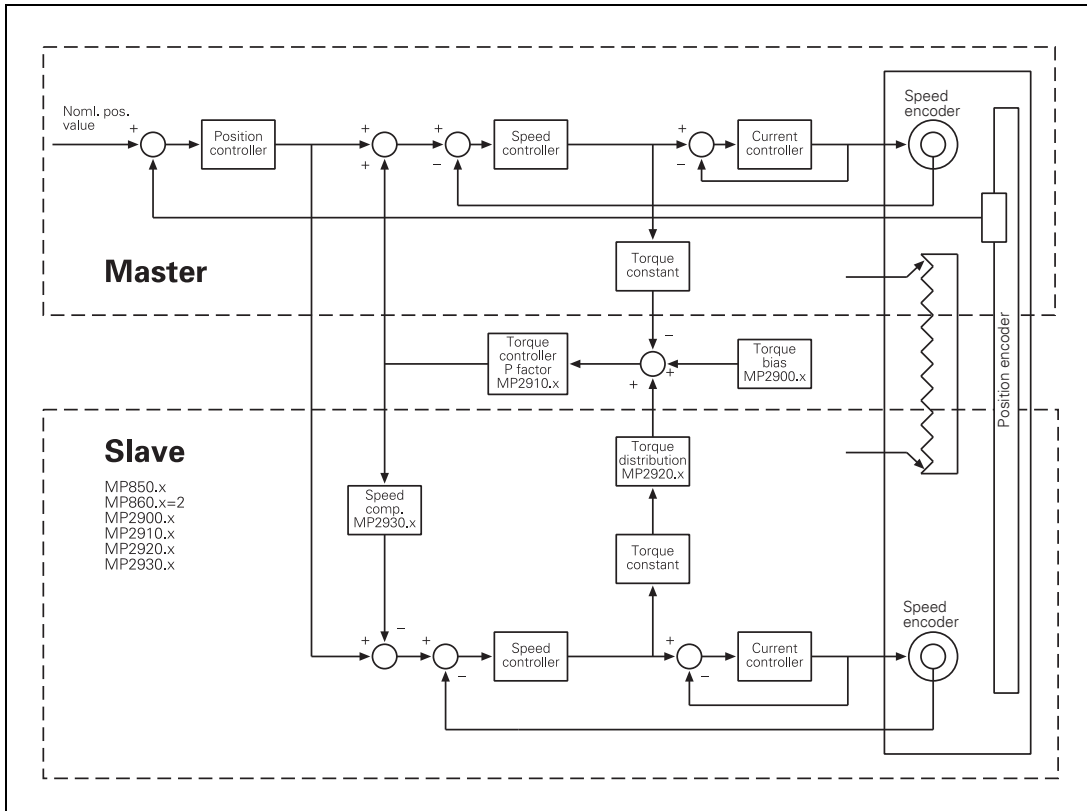 Noml. pos.
value
+
Position
controller
+
+
+
−
Speed
controller
+
−
Current
controller
Speed
encoder
Master
Torque
constant
−
Torque
controller
P factor
MP2910.x
+
+
Torque
bias
MP2900.x
Position encoder
Slave
MP850.x
MP860.x=2
MP2900.x
MP2910.x
MP2920.x
MP2930.x
Speed
comp.
MP2930.x
Torque
distribution
MP2920.x
Torque
constant
+
−
+
−
Speed
controller
+
−
Current
controller
Speed
encoder